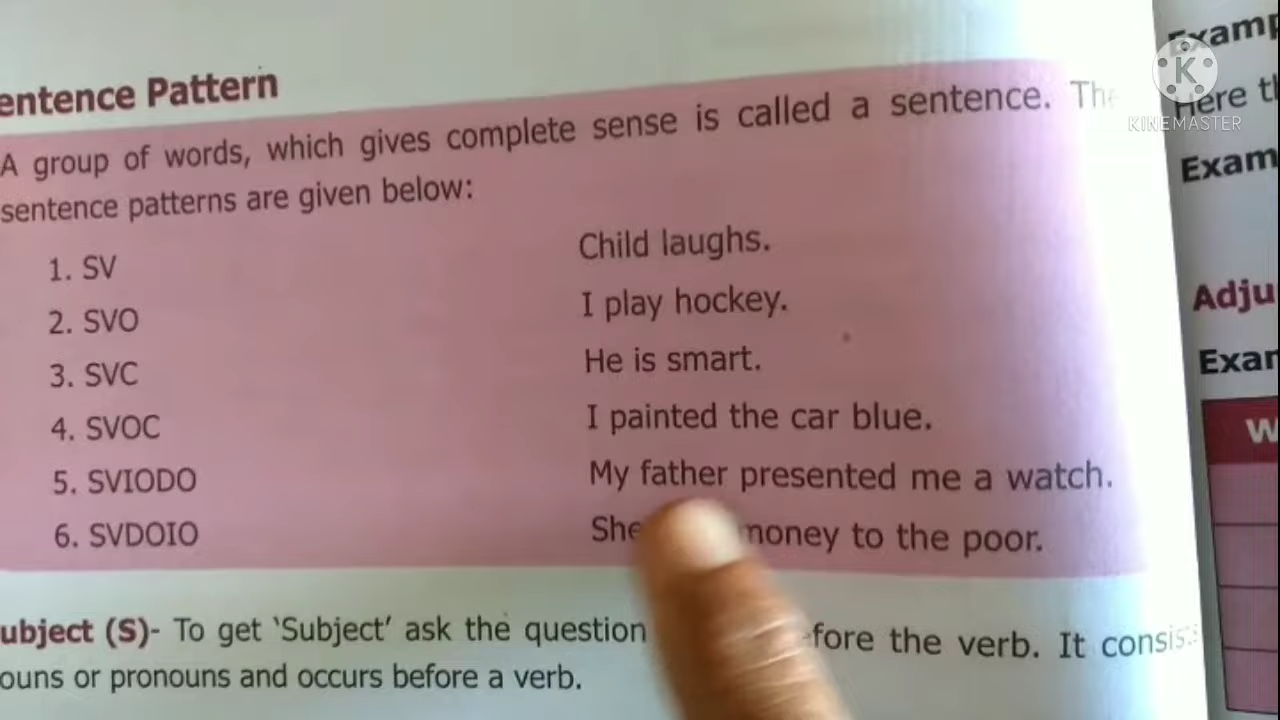 entence Pattern
A group of words, which gives complete sense is called a sentence. The
sentence patterns are given below:
1. SV Child laughs.
2. SVO I play hockey.
3. SVC He is smart.
4. SVOC I painted the car blue.
5. SVIODO My father presented me a watch.
6. SVDOIO She money to the poor.
ubject (S)- To get 'Subject' ask the question fore the verb. It consis
ouns or pronouns and occurs before a verb.
Examp
Here th
Exam
Adju
Exar
W
K
KINEMASTER